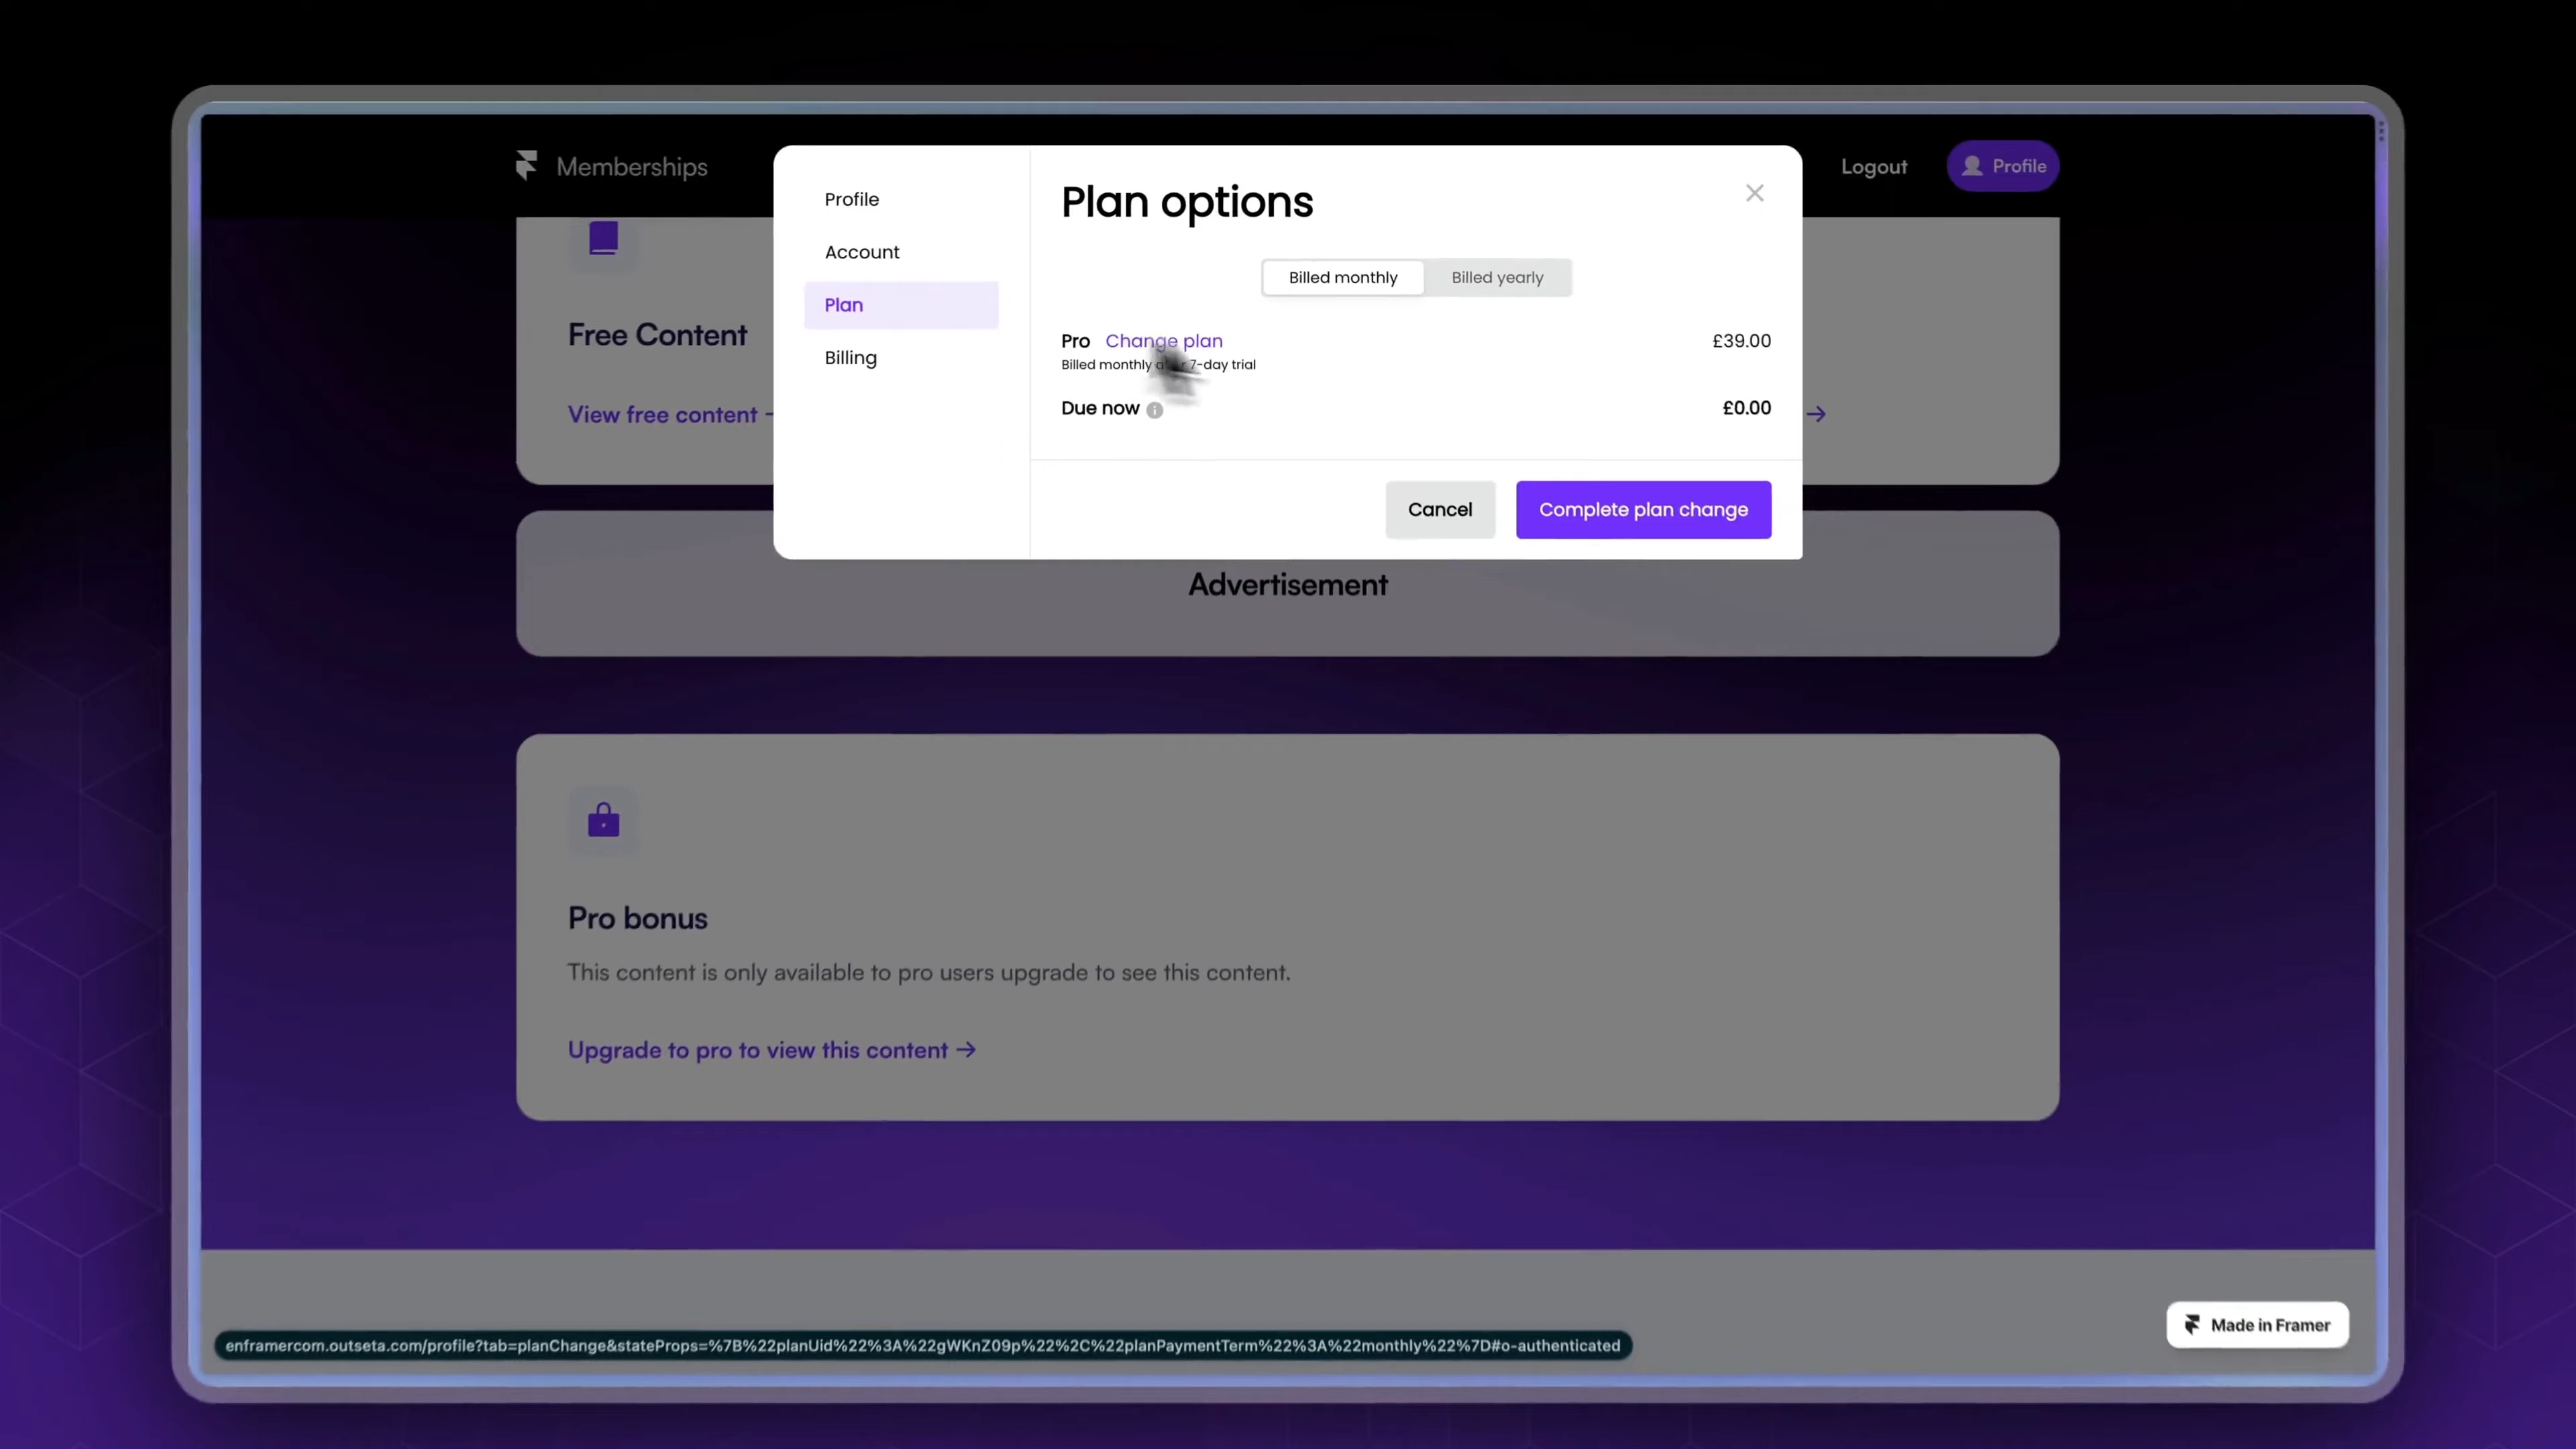 Memberships
Logout
Profile
Profile
Account
Plan
Billing
Plan options
Billed monthly
Billed yearly
Pro Change plan
£39.00
Billed monthly 7-day trial
Due now
£0.00
Cancel
Complete plan change
Free Content
View free content
Advertisement
Pro bonus
This content is only available to pro users upgrade to see this content.
Upgrade to pro to view this content →
Made in Framer
enframercom.outseta.com/profile?tab=planChange&stateProps=%7B%22planUid%22%3A%22gWKnZ09p%22%2C%22planPaymentTerm%22%3A%22monthly%22%7D#o-authenticated